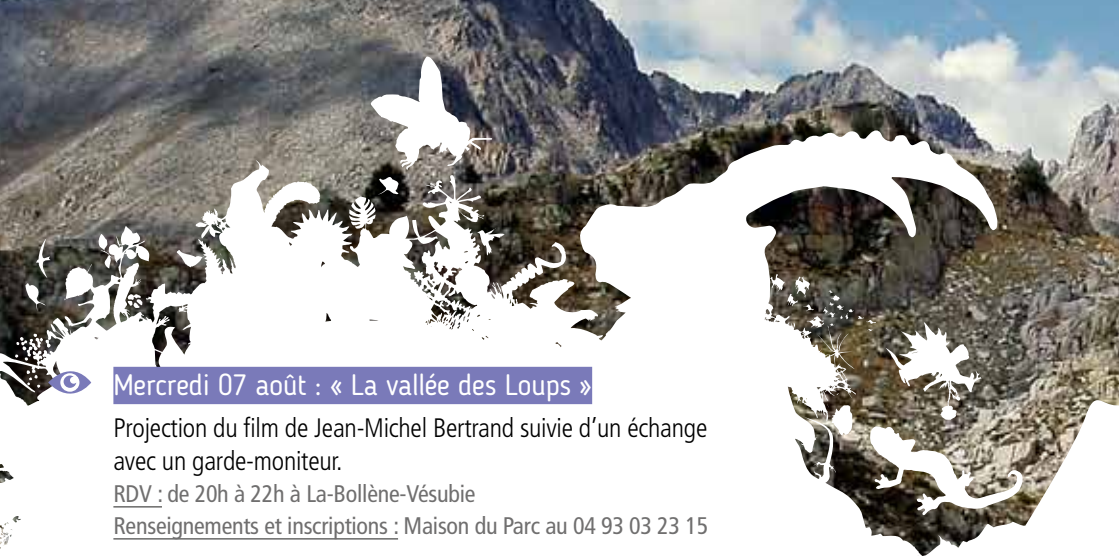 Mercredi 07 août : « La vallée des Loups »
Projection du film de Jean-Michel Bertrand suivie d’un échange
avec un garde-moniteur.
RDV : de 20h à 22h à La-Bollène-Vésubie
Renseignements et inscriptions : Maison du Parc au 04 93 03 23 15